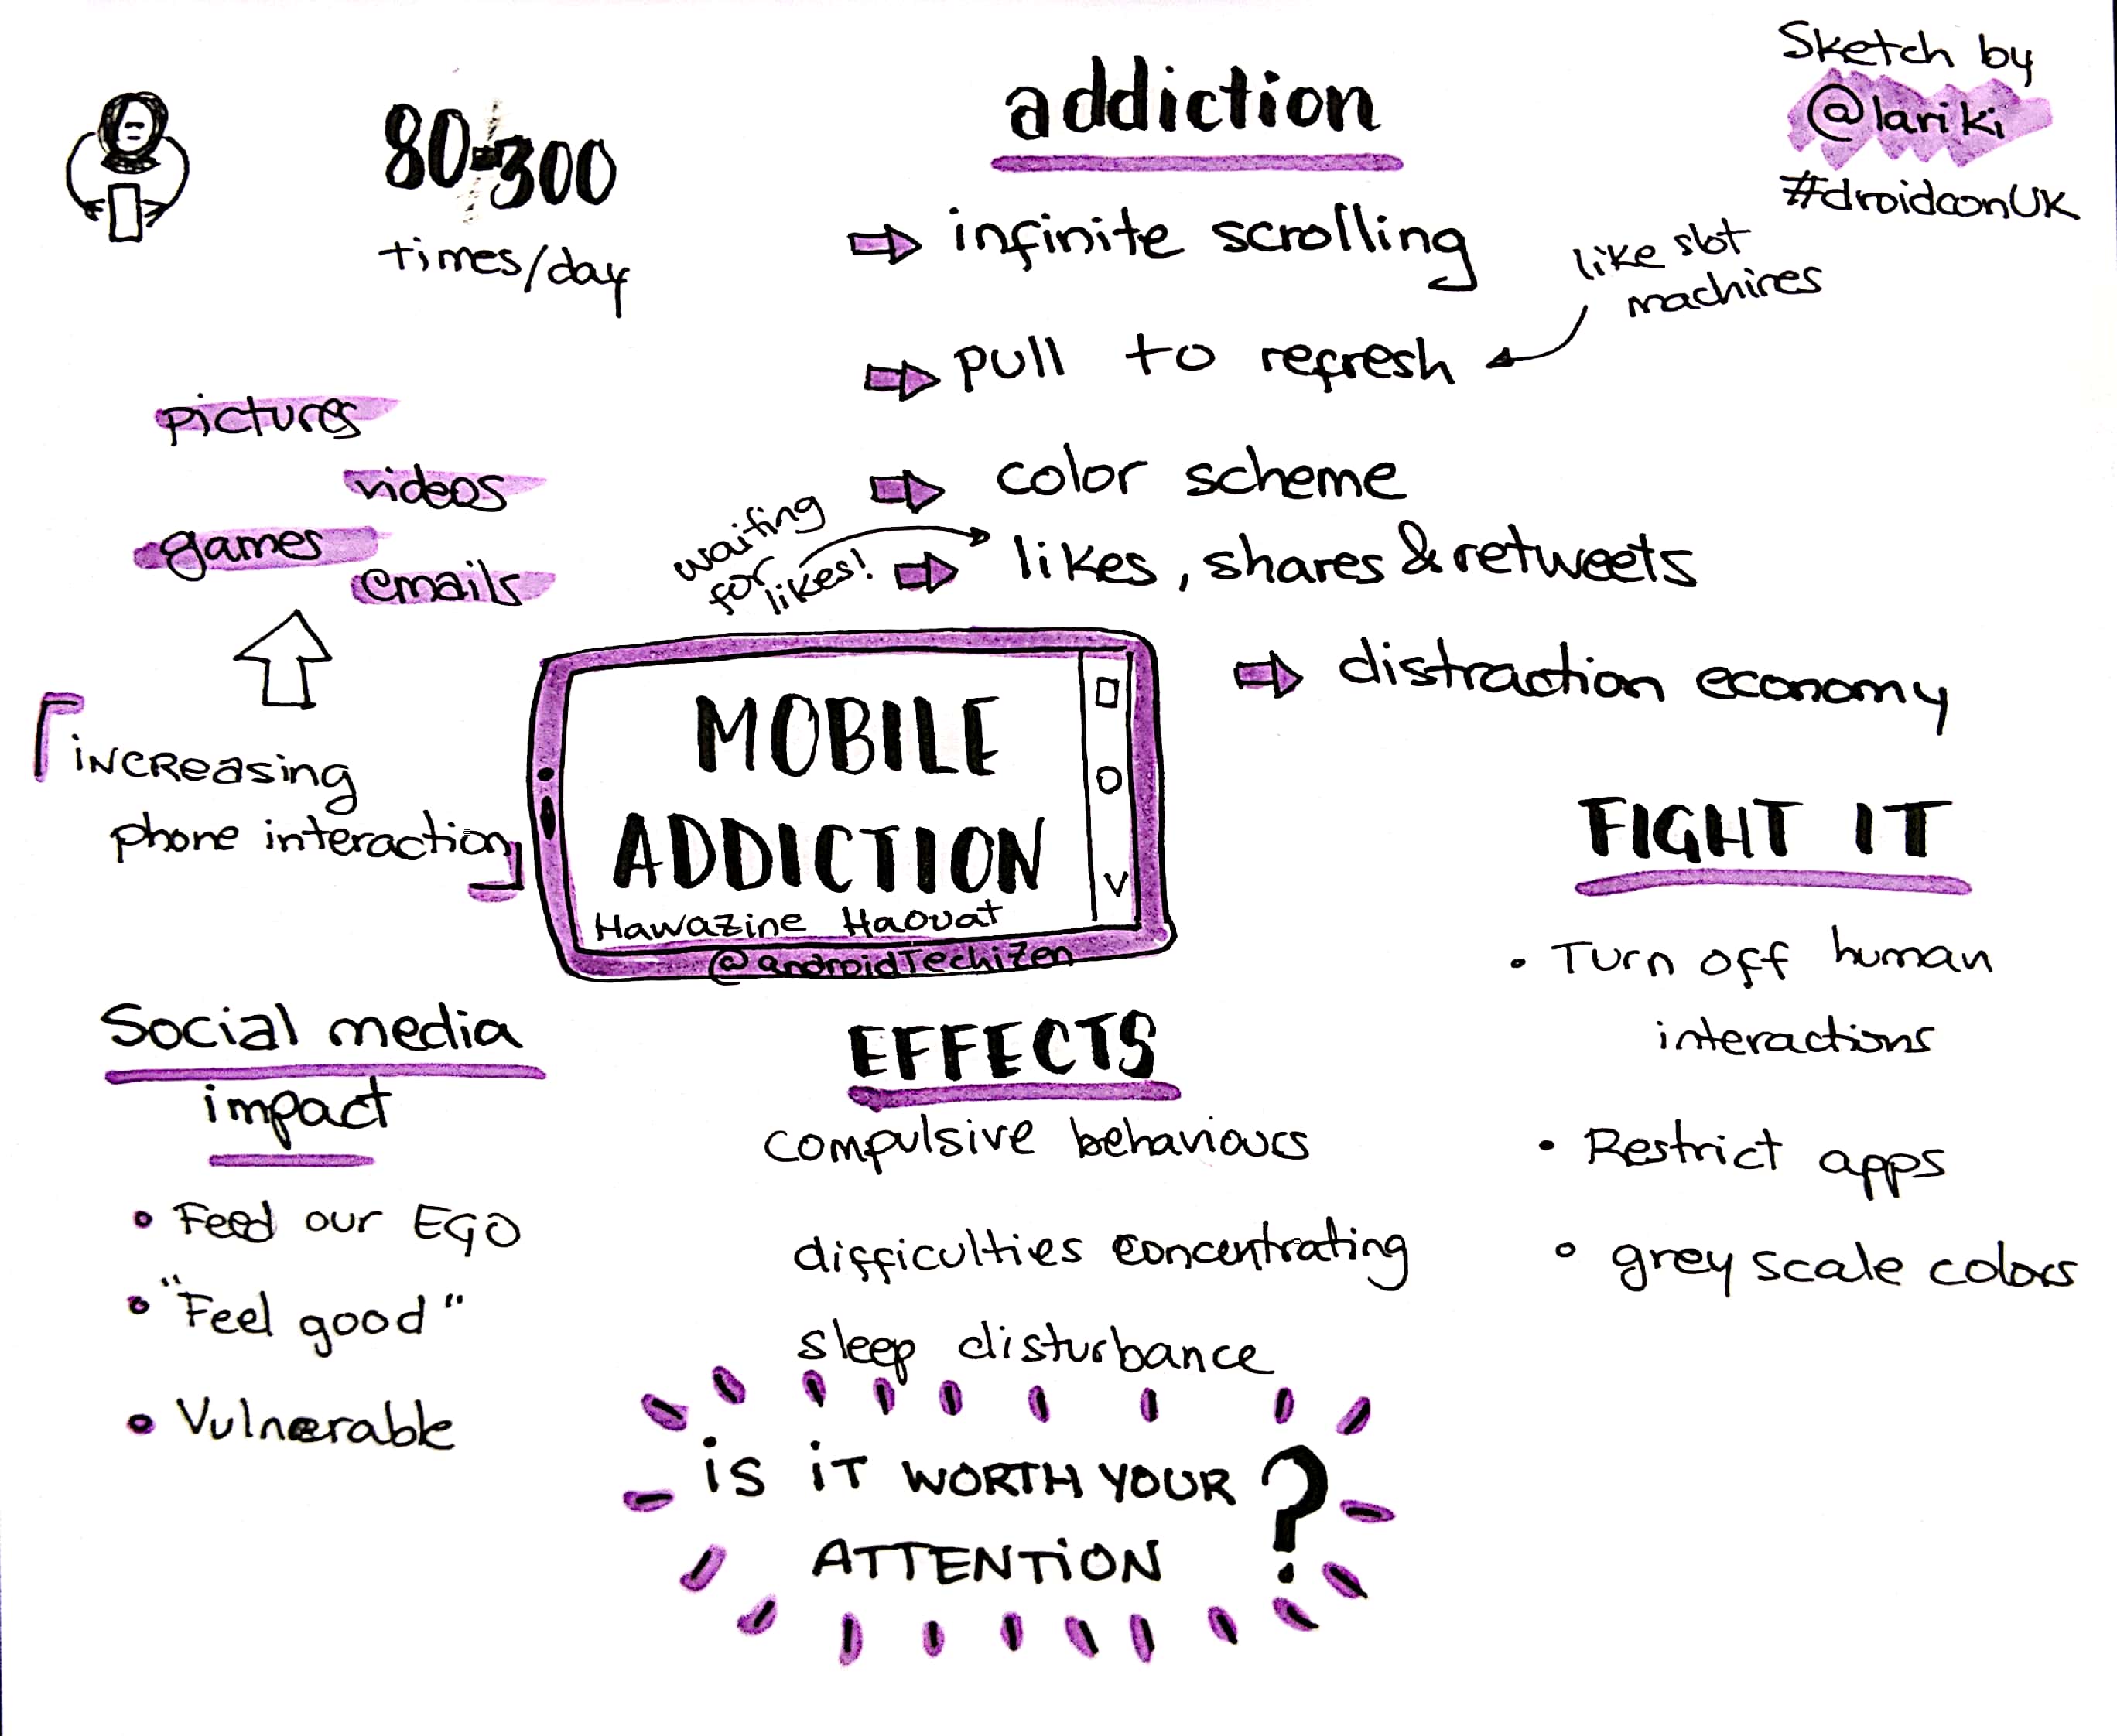 80-300
times/day
addiction
Sketch by
@lariki
#droidconUK
infinite scrolling
like slot
machines
pull to refresh
color scheme
waiting
for
likes!
likes, shares & retweets
distraction economy
pictures
videos
games
emails
increasing
phone interaction
MOBILE
ADDICTION
Hawazine Haouat
@androidTechizen
Social media
impact
• Feed our EGO
• "Feel good"
• Vulnerable
EFFECTS
compulsive behaviours
difficulties concentrating
sleep disturbance
FIGHT IT
• Turn off human
interactions
• Restrict apps
• grey scale colors
is it WORTH YOUR
ATTENTION ?